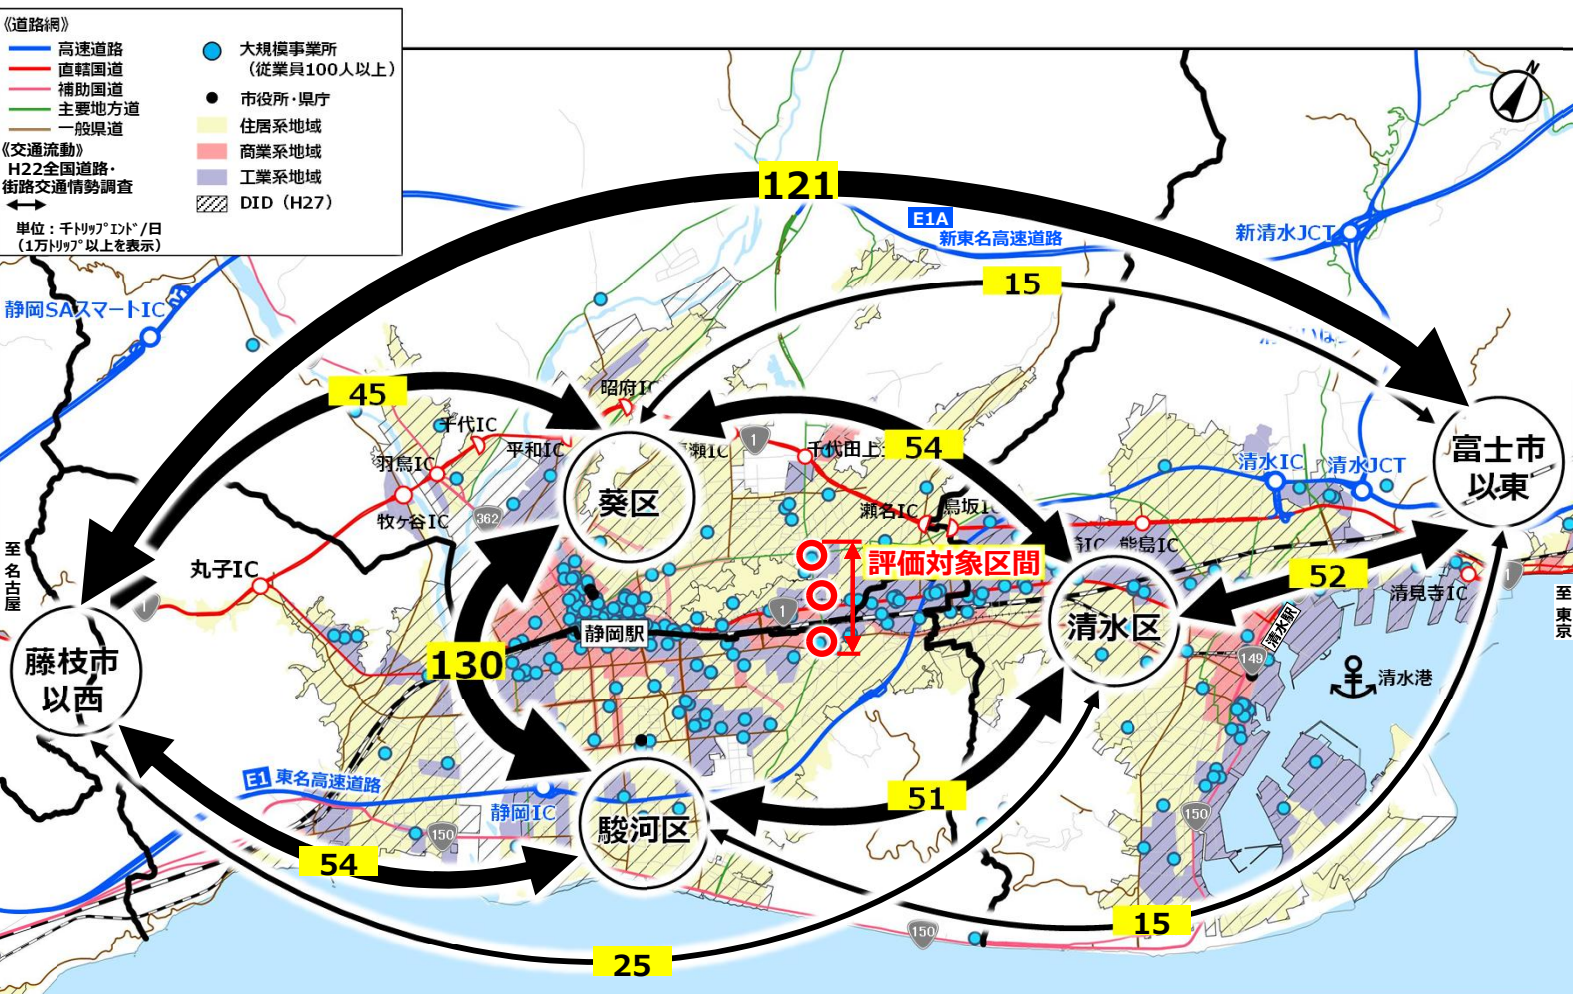 《道路網》
高速道路
直轄国道
補助国道
主要地方道
一般県道
《交通流動》
H22全国道路・
街路交通情勢調査
単位：千ﾄﾘｯﾌﾟｴﾝﾄﾞ/日
（1万ﾄﾘｯﾌﾟ以上を表示）
大規模事業所
（従業員100人以上）
市役所・県庁
住居系地域
商業系地域
工業系地域
DID（H27）
N
121
E1A
新東名高速道路
新清水JCT
15
静岡SAスマートIC
45
昭府IC
千代IC
平和IC
羽鳥IC
牧ヶ谷IC
362
葵区
瀬IC
1
千代田上土
54
瀬名IC
鳥坂IC
清水IC
清水JCT
富士市
以東
能島IC
評価対象区間
52
清見寺IC
1
至東京
至名古屋
丸子IC
1
藤枝市
以西
130
静岡駅
1
清水区
清水駅
149
清水港
E1
東名高速道路
静岡IC
駿河区
51
150
150
54
15
150
25